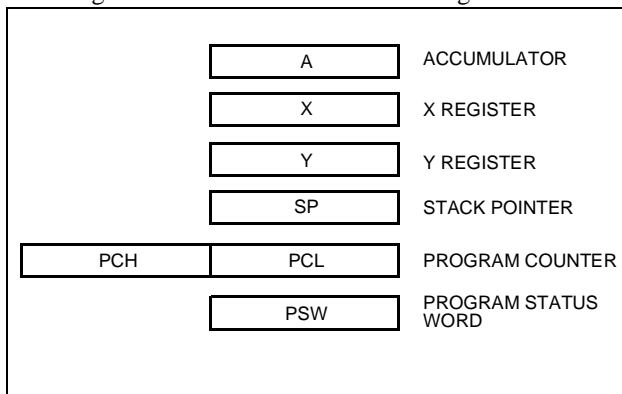 A ACCUMULATOR
X X REGISTER
Y Y REGISTER
SP STACK POINTER
PCH PCL PROGRAM COUNTER
PSW PROGRAM STATUS
WORD